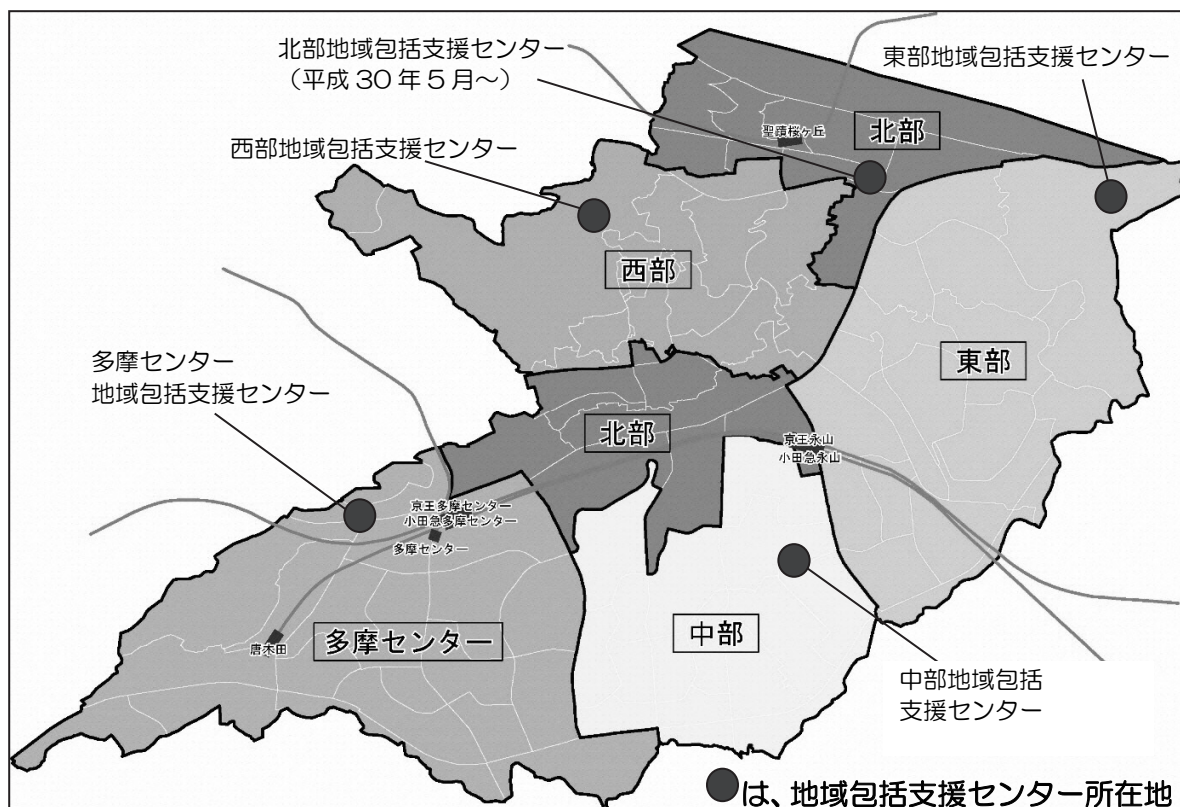 北部地域包括支援センター
（平成30年5月～）
東部地域包括支援センター
西部地域包括支援センター
聖蹟桜ヶ丘
北部
西部
東部
多摩センター
地域包括支援センター
北部
京王永山
小田急永山
京王多摩センター
小田急多摩センター
多摩センター
唐木田
多摩センター
中部
中部地域包括
支援センター
は、地域包括支援センター所在地